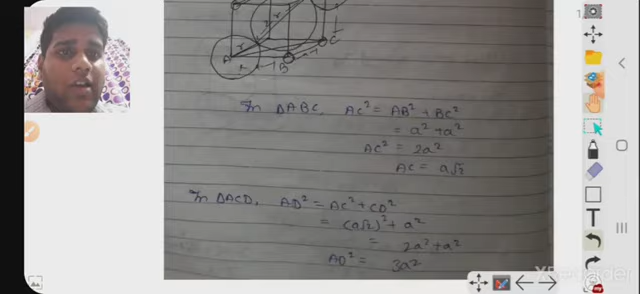 A
B
C
In ΔABC, AC² = AB² + BC²
= a² + a²
AC² = 2a²
AC = a√2
In ΔACD, AD² = AC² + CD²
= (a√2)² + a²
= 2a² + a²
AD² = 3a²
T
XRecorder